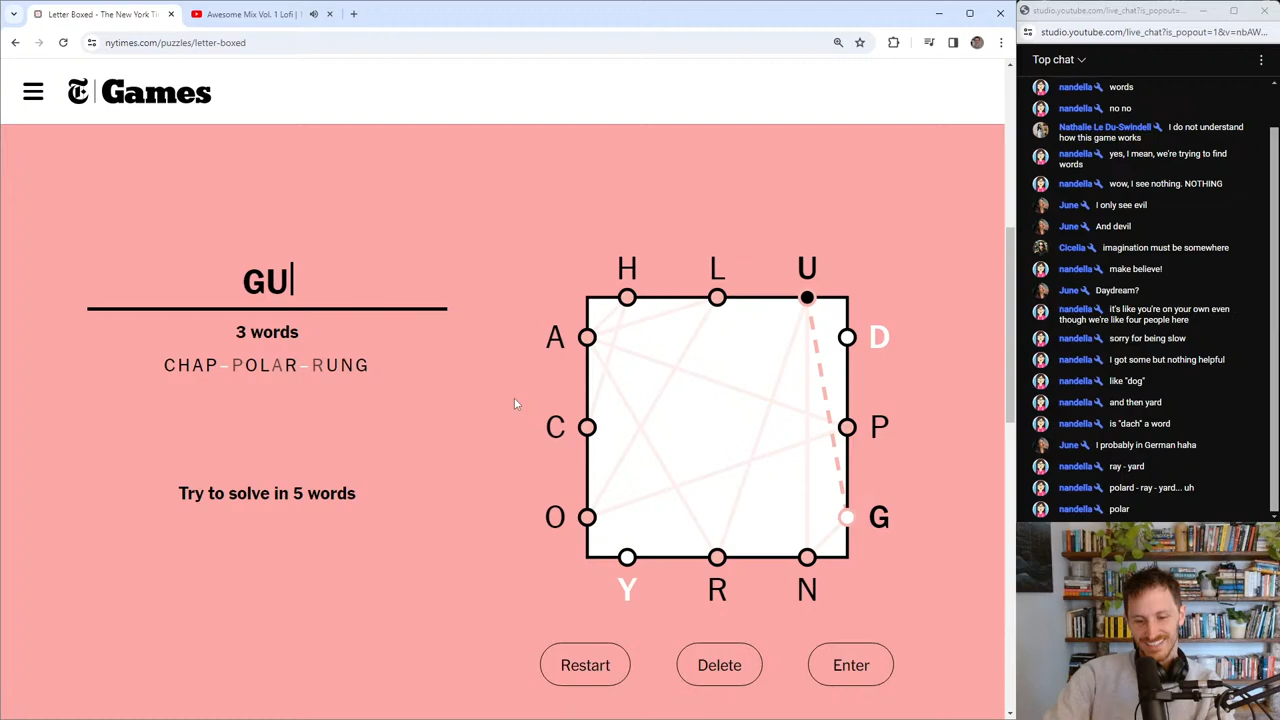 Letter Boxed - The New York Ti
Awesome Mix Vol. 1 Lofi | 1
studio.youtube.com/live_chat?is_popout=...
nytimes.com/puzzles/letter-boxed
studio.youtube.com/live_chat?is_popout=1&v=nbAW...
Games
Top chat
nandella words
nandella no no
Nathalie Le Du-Swindell I do not understand
how this game works
nandella yes, I mean, we're trying to find
words
nandella wow, I see nothing. NOTHING
June I only see evil
June And devil
Cicelia imagination must be somewhere
nandella make believe!
June Daydream?
nandella it's like you're on your own even
though we're like four people here
nandella sorry for being slow
nandella I got some but nothing helpful
nandella like "dog"
nandella and then yard
nandella is "dach" a word
June I probably in German haha
nandella ray - yard
nandella polard - ray - yard... uh
nandella polar
GU
3 words
CHAP-POLAR-RUNG
Try to solve in 5 words
H L U
A D
C P
O G
Y R N
Restart Delete Enter